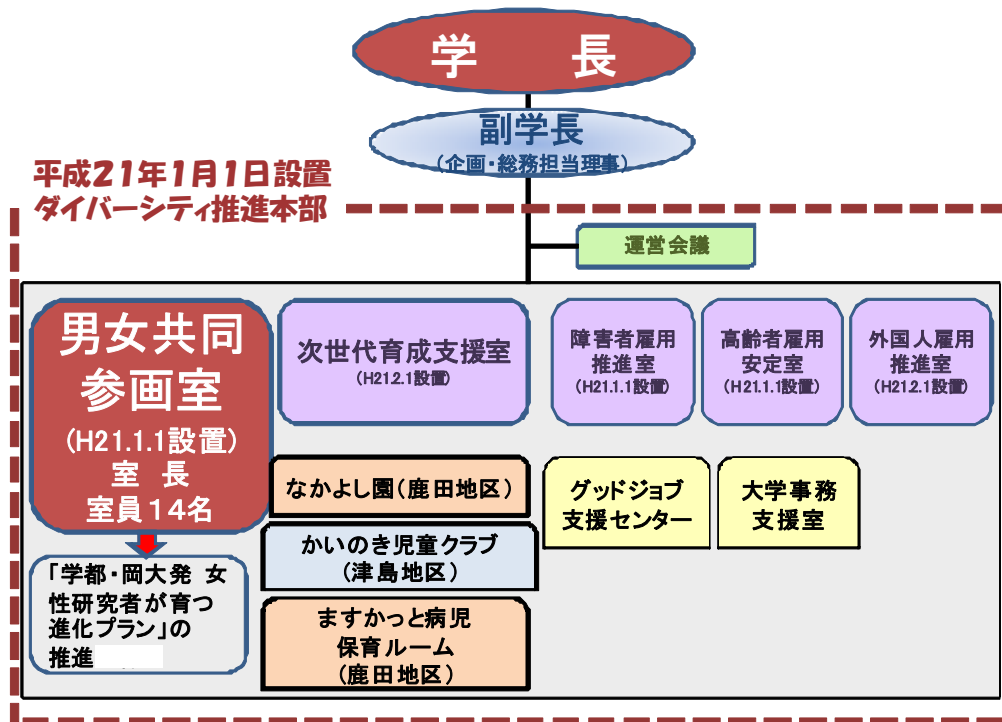 学　長
副学長
（企画・総務担当理事）
平成21年1月1日設置
ダイバーシティ推進本部
運営会議
男女共同
参画室
（H21.1.1設置）
室　長
室員１４名
次世代育成支援室
（H21.2.1設置）
障害者雇用
推進室
（H21.1.1設置）
高齢者雇用
安定室
（H21.1.1設置）
外国人雇用
推進室
（H21.2.1設置）
なかよし園（鹿田地区）
かいのき児童クラブ
（津島地区）
ますかっと病児
保育ルーム
（鹿田地区）
グッドジョブ
支援センター
大学事務
支援室
「学都・岡大発 女
性研究者が育つ
進化プラン」の
推進